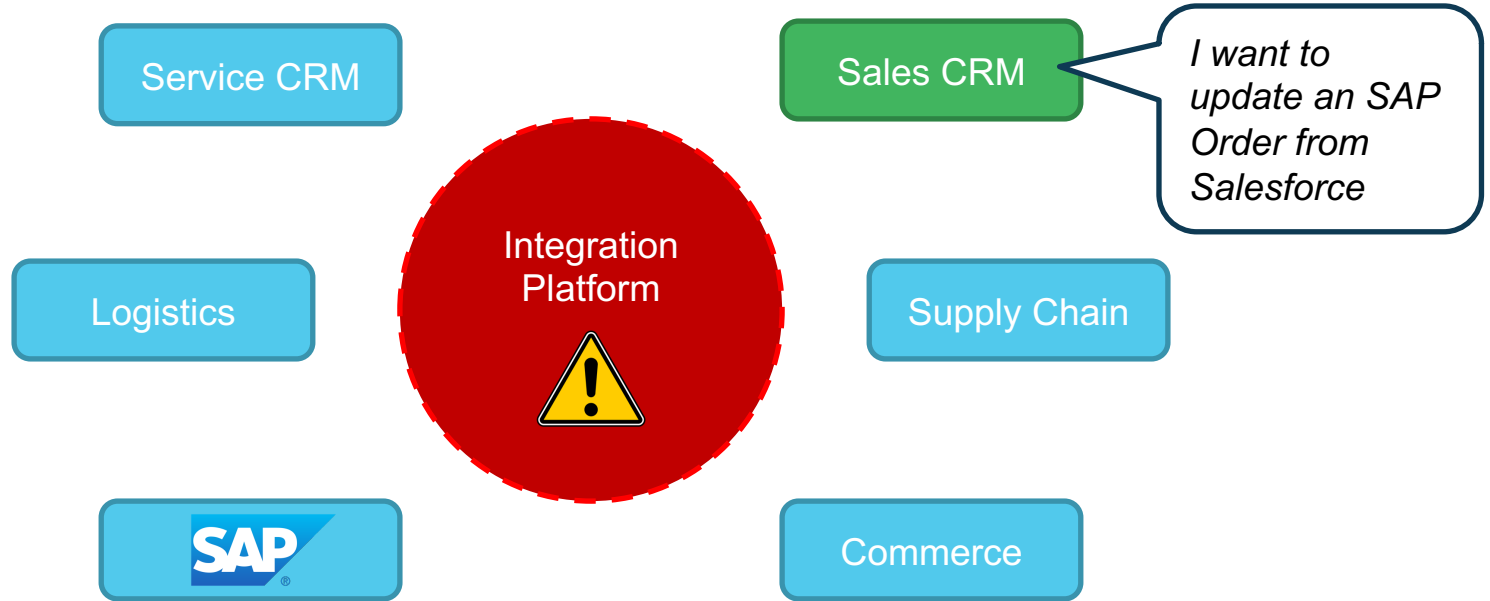 Service CRM
Sales CRM
I want to
update an SAP
Order from
Salesforce
Integration
Platform
Logistics
Supply Chain
SAP
®
Commerce